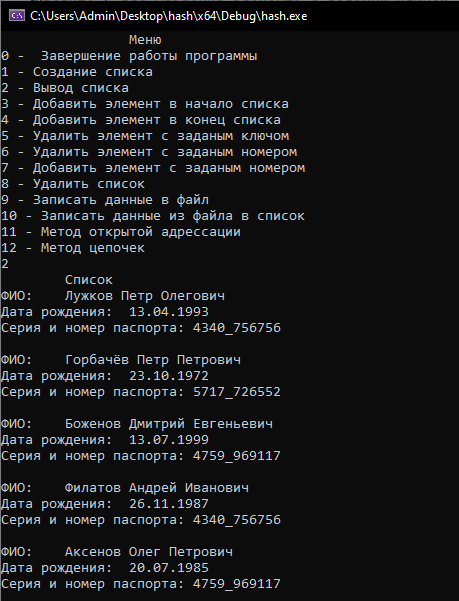 C:\Users\Admin\Desktop\hash\x64\Debug\hash.exe
Меню
0 -  Завершение работы программы
1 - Создание списка
2 - Вывод списка
3 - Добавить элемент в начало списка
4 - Добавить элемент в конец списка
5 - Удалить элемент с заданым ключом
6 - Удалить элемент с заданым номером
7 - Добавить элемент с заданым номером
8 - Удалить список
9 - Записать данные в файл
10 - Записать данные из файла в список
11 - Метод открытой адрессации
12 - Метод цепочек
2
Список
ФИО:    Лужков Петр Олегович
Дата рождения:  13.04.1993
Серия и номер паспорта: 4340_756756
ФИО:    Горбачёв Петр Петрович
Дата рождения:  23.10.1972
Серия и номер паспорта: 5717_726552
ФИО:    Боженов Дмитрий Евгеньевич
Дата рождения:  13.07.1999
Серия и номер паспорта: 4759_969117
ФИО:    Филатов Андрей Иванович
Дата рождения:  26.11.1987
Серия и номер паспорта: 4340_756756
ФИО:    Аксенов Олег Петрович
Дата рождения:  20.07.1985
Серия и номер паспорта: 4759_969117